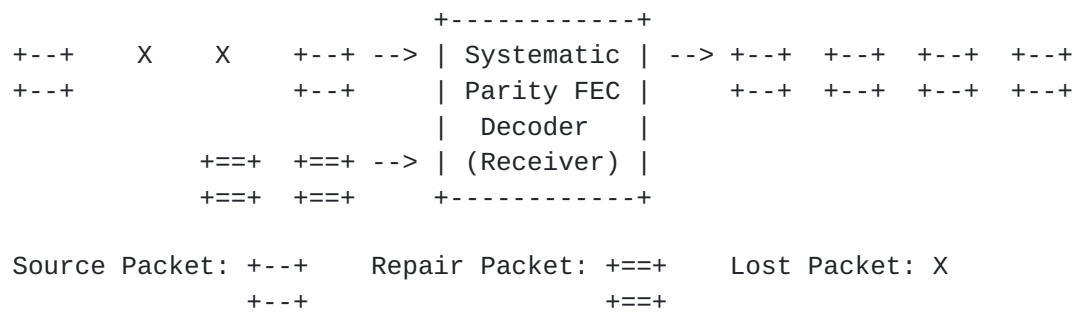 +------------+
+--+    X    X    +--+ --> | Systematic | --> +--+  +--+  +--+  +--+
+--+              +--+     | Parity FEC |     +--+  +--+  +--+  +--+
                           |  Decoder   |
            +==+  +==+ --> | (Receiver) |
            +==+  +==+     +------------+
Source Packet: +--+    Repair Packet: +==+    Lost Packet: X
               +--+                   +==+